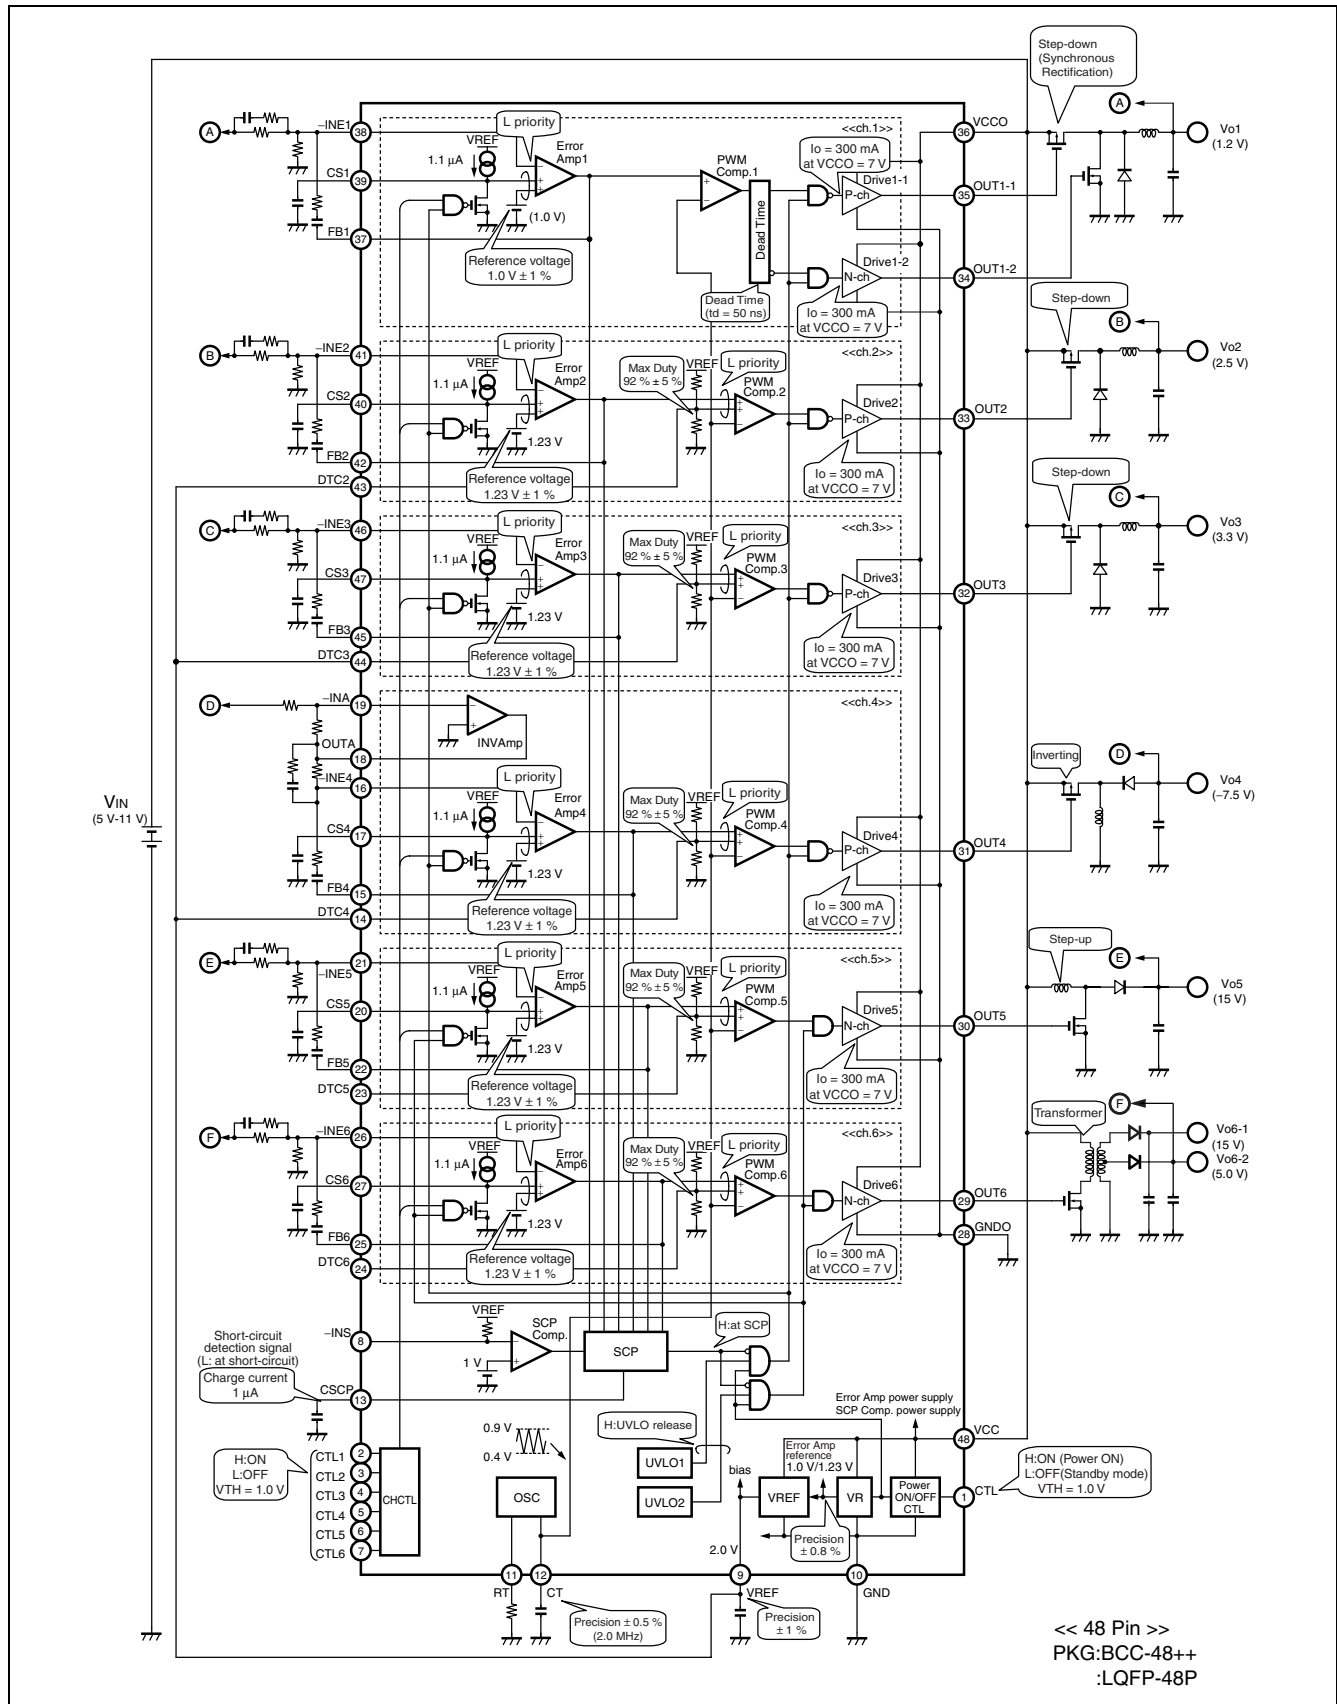 Step-down
(Synchronous
Rectification)
A
Vo1
(1.2 V)
A
–INE1
38
CS1
39
FB1
37
L priority
VREF
1.1 µA
Error
Amp1
(1.0 V)
Reference voltage
1.0 V ± 1 %
PWM
Comp.1
Dead Time
Dead Time
(td = 50 ns)
<<ch.1>>
Io = 300 mA
at VCCO = 7 V
Drive1-1
P-ch
Drive1-2
N-ch
Io = 300 mA
at VCCO = 7 V
36
VCCO
35
OUT1-1
34
OUT1-2
B
–INE2
41
CS2
40
FB2
42
DTC2
43
L priority
VREF
1.1 µA
Error
Amp2
1.23 V
Reference voltage
1.23 V ± 1 %
Max Duty
92 % ± 5 %
VREF
L priority
PWM
Comp.2
<<ch.2>>
Drive2
P-ch
Io = 300 mA
at VCCO = 7 V
33
OUT2
Step-down
B
Vo2
(2.5 V)
C
–INE3
46
CS3
47
FB3
45
DTC3
44
L priority
VREF
1.1 µA
Error
Amp3
1.23 V
Reference voltage
1.23 V ± 1 %
Max Duty
92 % ± 5 %
VREF
L priority
PWM
Comp.3
<<ch.3>>
Drive3
P-ch
Io = 300 mA
at VCCO = 7 V
32
OUT3
Step-down
C
Vo3
(3.3 V)
D
–INA
19
OUTA
18
–INE4
16
CS4
17
FB4
15
DTC4
14
INVAmp
L priority
VREF
1.1 µA
Error
Amp4
1.23 V
Reference voltage
1.23 V ± 1 %
Max Duty
92 % ± 5 %
VREF
L priority
PWM
Comp.4
<<ch.4>>
Drive4
P-ch
Io = 300 mA
at VCCO = 7 V
31
OUT4
Inverting
D
Vo4
(–7.5 V)
VIN
(5 V-11 V)
E
21
–INE5
CS5
20
FB5
22
DTC5
23
L priority
VREF
1.1 µA
Error
Amp5
1.23 V
Reference voltage
1.23 V ± 1 %
Max Duty
92 % ± 5 %
VREF
L priority
PWM
Comp.5
<<ch.5>>
Drive5
N-ch
Io = 300 mA
at VCCO = 7 V
30
OUT5
Step-up
E
Vo5
(15 V)
F
–INE6
26
CS6
27
FB6
25
DTC6
24
L priority
VREF
1.1 µA
Error
Amp6
1.23 V
Reference voltage
1.23 V ± 1 %
Max Duty
92 % ± 5 %
VREF
L priority
PWM
Comp.6
<<ch.6>>
Drive6
N-ch
Io = 300 mA
at VCCO = 7 V
29
OUT6
28
GNDO
Transformer
F
Vo6-1
(15 V)
Vo6-2
(5.0 V)
–INS
8
Short-circuit
detection signal
(L: at short-circuit)
Charge current
1 µA
CSCP
13
VREF
1 V
SCP
Comp.
SCP
H:at SCP
H:ON
L:OFF
VTH = 1.0 V
CTL1
CTL2
CTL3
CTL4
CTL5
CTL6
2
3
4
5
6
7
CHCTL
0.9 V
0.4 V
OSC
H:UVLO release
UVLO1
UVLO2
bias
Error Amp
reference
1.0 V/1.23 V
VREF
VR
Power
ON/OFF
CTL
Error Amp power supply
SCP Comp. power supply
48
VCC
1
CTL
H:ON (Power ON)
L:OFF(Standby mode)
VTH = 1.0 V
Precision
± 0.8 %
2.0 V
11
RT
12
CT
Precision ± 0.5 %
(2.0 MHz)
9
VREF
Precision
± 1 %
10
GND
<< 48 Pin >>
PKG:BCC-48++
:LQFP-48P